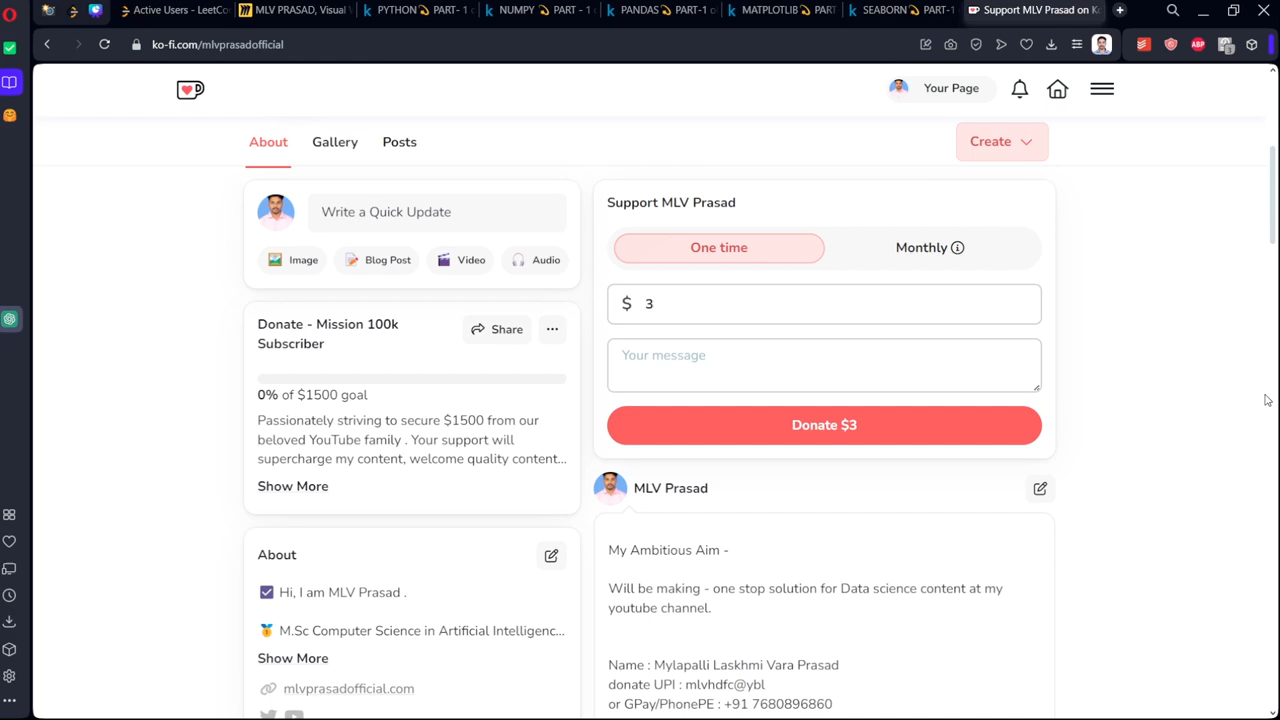 Active Users - LeetCo
MLV PRASAD, Visual
PYTHON PART- 1
NUMPY PART - 1
PANDAS PART-1 o
MATPLOTLIB PART
SEABORN PART-1
Support MLV Prasad on K
ko-fi.com/mlvprasadofficial
ABP
Your Page
About
Gallery
Posts
Create
Write a Quick Update
Image
Blog Post
Video
Audio
Donate - Mission 100k
Subscriber
Share
0% of $1500 goal
Passionately striving to secure $1500 from our
beloved YouTube family . Your support will
supercharge my content, welcome quality content...
Show More
About
Hi, I am MLV Prasad .
M.Sc Computer Science in Artificial Intelligenc...
Show More
mlvprasadofficial.com
Support MLV Prasad
One time
Monthly
$ 3
Your message
Donate $3
MLV Prasad
My Ambitious Aim -
Will be making - one stop solution for Data science content at my
youtube channel.
Name : Mylapalli Laskhmi Vara Prasad
donate UPI : mlvhdfc@ybl
or GPay/PhonePE : +91 7680896860